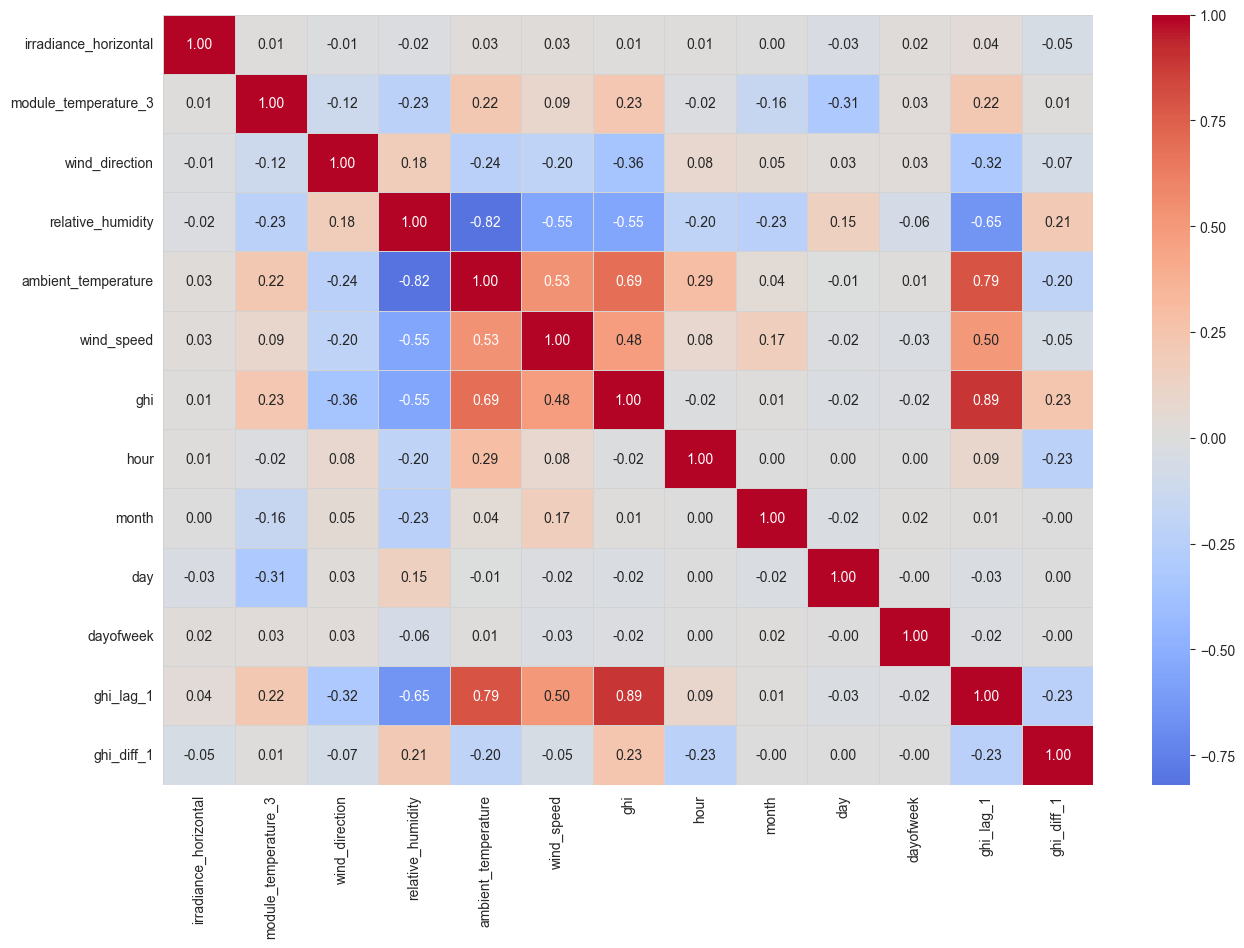 irradiance_horizontal 1.00 0.01 -0.01 -0.02 0.03 0.03 0.01 0.01 0.00 -0.03 0.02 0.04 -0.05
module_temperature_3 0.01 1.00 -0.12 -0.23 0.22 0.09 0.23 -0.02 -0.16 -0.31 0.03 0.22 0.01
wind_direction -0.01 -0.12 1.00 0.18 -0.24 -0.20 -0.36 0.08 0.05 0.03 0.03 -0.32 -0.07
relative_humidity -0.02 -0.23 0.18 1.00 -0.82 -0.55 -0.55 -0.20 -0.23 0.15 -0.06 -0.65 0.21
ambient_temperature 0.03 0.22 -0.24 -0.82 1.00 0.53 0.69 0.29 0.04 -0.01 0.01 0.79 -0.20
wind_speed 0.03 0.09 -0.20 -0.55 0.53 1.00 0.48 0.08 0.17 -0.02 -0.03 0.50 -0.05
ghi 0.01 0.23 -0.36 -0.55 0.69 0.48 1.00 -0.02 0.01 -0.02 -0.02 0.89 0.23
hour 0.01 -0.02 0.08 -0.20 0.29 0.08 -0.02 1.00 0.00 0.00 0.00 0.09 -0.23
month 0.00 -0.16 0.05 -0.23 0.04 0.17 0.01 0.00 1.00 -0.02 0.02 0.01 -0.00
day -0.03 -0.31 0.03 0.15 -0.01 -0.02 -0.02 0.00 -0.02 1.00 -0.00 -0.03 0.00
dayofweek 0.02 0.03 0.03 -0.06 0.01 -0.03 -0.02 0.00 0.02 -0.00 1.00 -0.02 -0.00
ghi_lag_1 0.04 0.22 -0.32 -0.65 0.79 0.50 0.89 0.09 0.01 -0.03 -0.02 1.00 -0.23
ghi_diff_1 -0.05 0.01 -0.07 0.21 -0.20 -0.05 0.23 -0.23 -0.00 0.00 -0.00 -0.23 1.00
irradiance_horizontal
module_temperature_3
wind_direction
relative_humidity
ambient_temperature
wind_speed
ghi
hour
month
day
dayofweek
ghi_lag_1
ghi_diff_1
1.00
0.75
0.50
0.25
0.00
−0.25
−0.50
−0.75